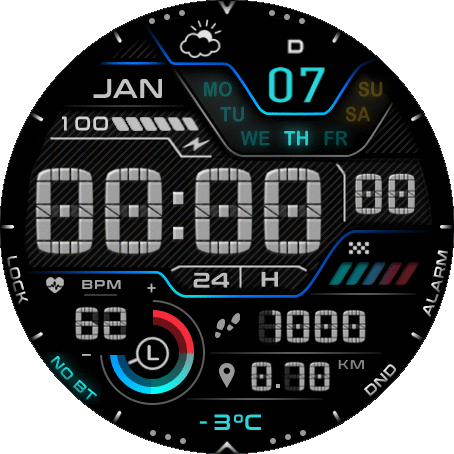 D
JAN
07
MO SU
TU SA
WE TH FR
100
00:00 00
24 H
BPM + 
62
-
L
1000
0.70 KM
LOCK
ALARM
NO BT
DND
-3°C